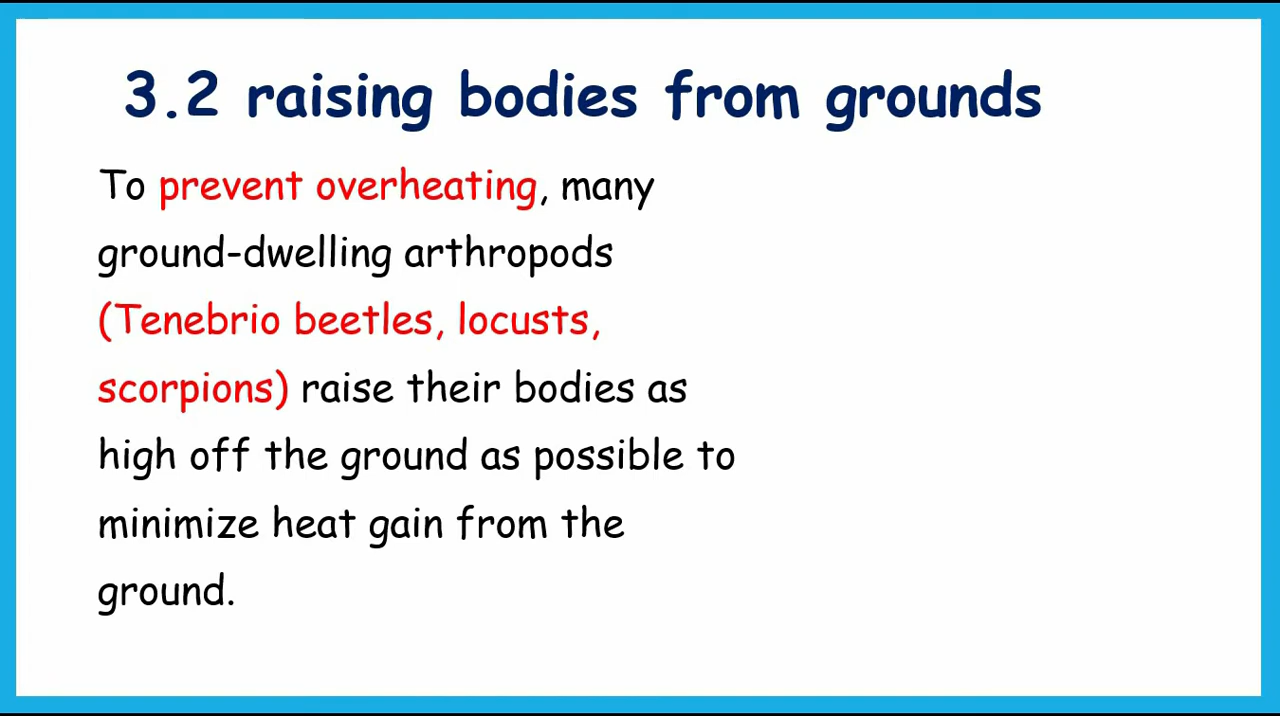 3.2 raising bodies from grounds
To prevent overheating, many
ground-dwelling arthropods
(Tenebrio beetles, locusts,
scorpions) raise their bodies as
high off the ground as possible to
minimize heat gain from the
ground.